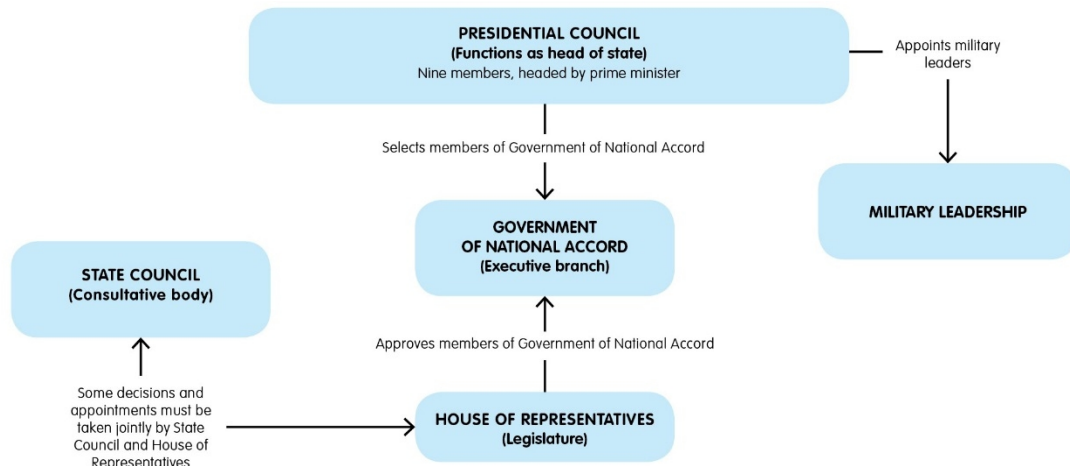 PRESIDENTIAL COUNCIL
(Functions as head of state)
Nine members, headed by prime minister
Appoints military
leaders
Selects members of Government of National Accord
MILITARY LEADERSHIP
GOVERNMENT
OF NATIONAL ACCORD
(Executive branch)
STATE COUNCIL
(Consultative body)
Approves members of Government of National Accord
Some decisions and
appointments must be
taken jointly by State
Council and House of
Representatives
HOUSE OF REPRESENTATIVES
(Legislature)